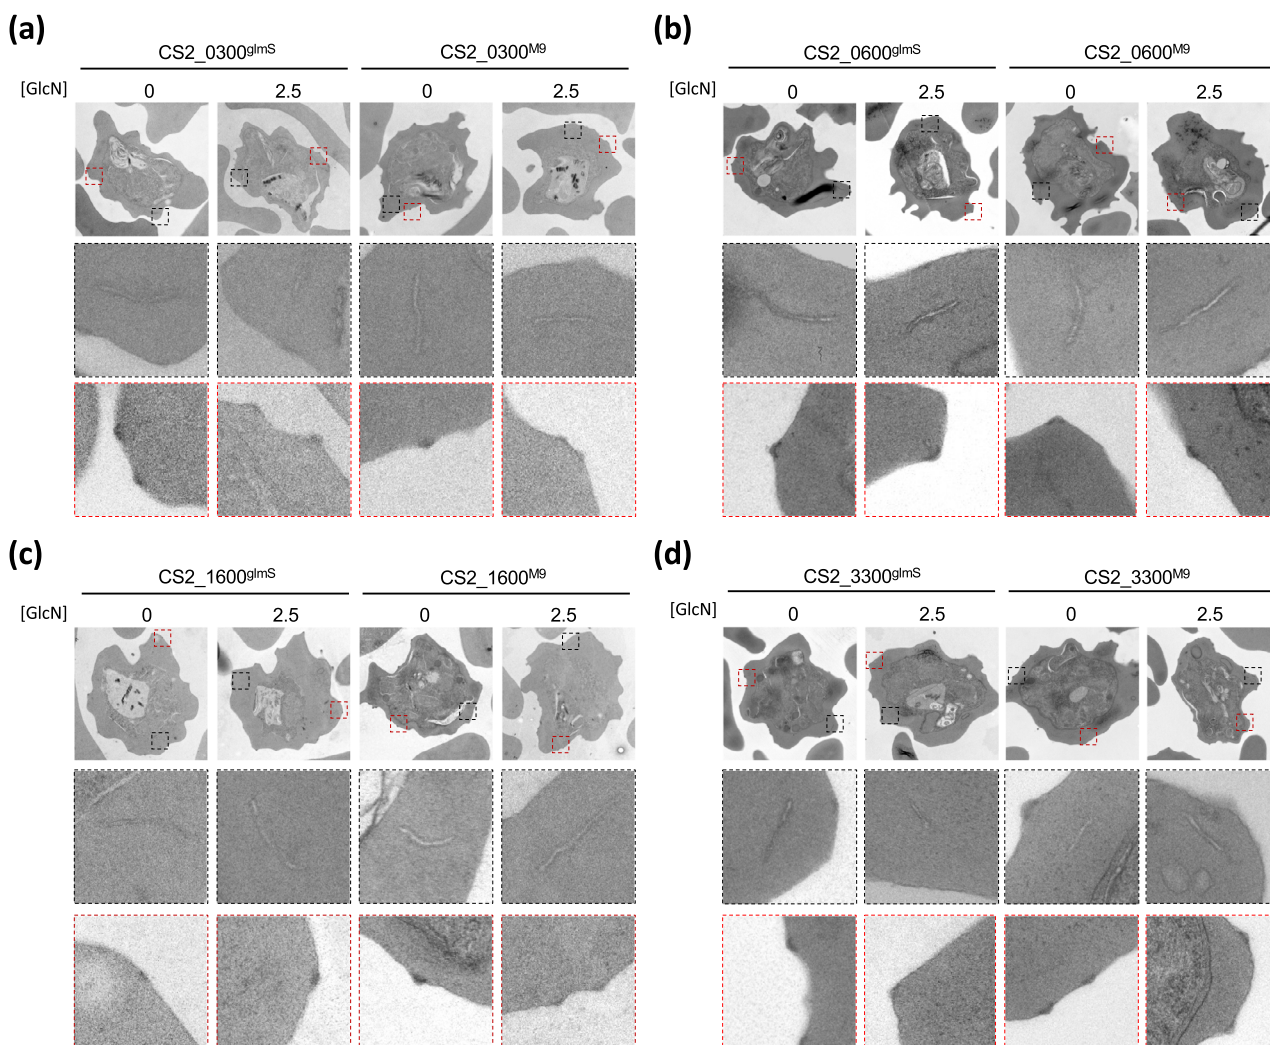 (a)
CS2_0300glmS CS2_0300M9
[GlcN] 0 2.5 0 2.5
(b)
CS2_0600glmS CS2_0600M9
[GlcN] 0 2.5 0 2.5
(c)
CS2_1600glmS CS2_1600M9
[GlcN] 0 2.5 0 2.5
(d)
CS2_3300glmS CS2_3300M9
[GlcN] 0 2.5 0 2.5